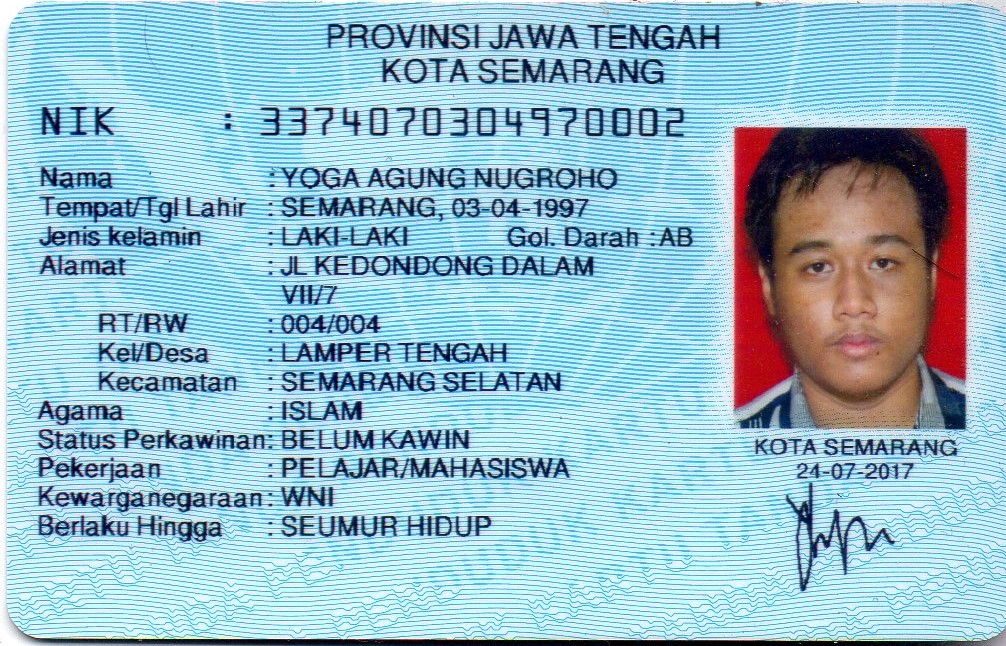 PROVINSI JAWA TENGAH
KOTA SEMARANG
NIK : 3374070304970002
Nama : YOGA AGUNG NUGROHO
Tempat/Tgl Lahir : SEMARANG, 03-04-1997
Jenis kelamin : LAKI-LAKI Gol. Darah : AB
Alamat : JL KEDONDONG DALAM
VII/7
RT/RW : 004/004
Kel/Desa : LAMPER TENGAH
Kecamatan : SEMARANG SELATAN
Agama : ISLAM
Status Perkawinan: BELUM KAWIN
Pekerjaan : PELAJAR/MAHASISWA
Kewarganegaraan: WNI
Berlaku Hingga : SEUMUR HIDUP
KOTA SEMARANG
24-07-2017